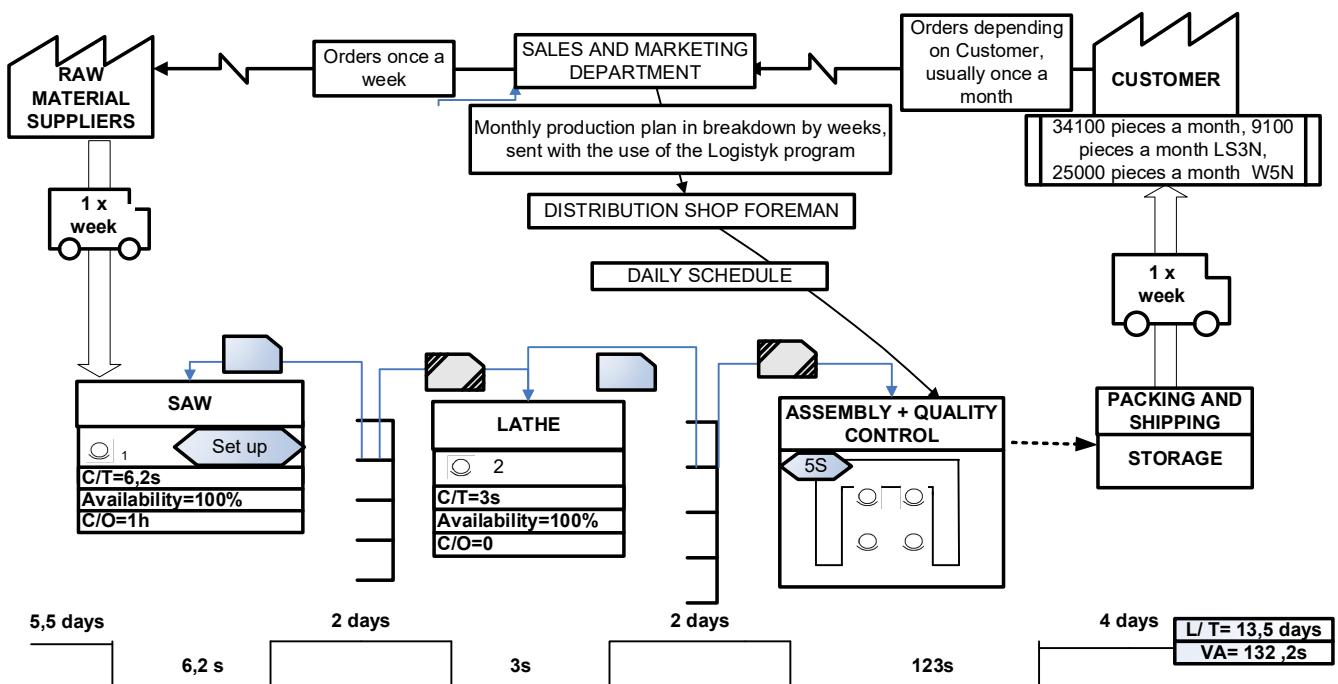 RAW
MATERIAL
SUPPLIERS
Orders once a
week
SALES AND MARKETING
DEPARTMENT
Orders depending
on Customer,
usually once a
month
CUSTOMER
34100 pieces a month, 9100
pieces a month LS3N,
25000 pieces a month W5N
Monthly production plan in breakdown by weeks,
sent with the use of the Logistyk program
1 x
week
DISTRIBUTION SHOP FOREMAN
DAILY SCHEDULE
1 x
week
SAW
1
Set up
C/T=6,2s
Availability=100%
C/O=1h
LATHE
2
C/T=3s
Availability=100%
C/O=0
ASSEMBLY + QUALITY
CONTROL
5S
PACKING AND
SHIPPING
STORAGE
5,5 days
2 days
2 days
4 days
L/ T= 13,5 days
VA= 132 ,2s
6,2 s
3s
123s